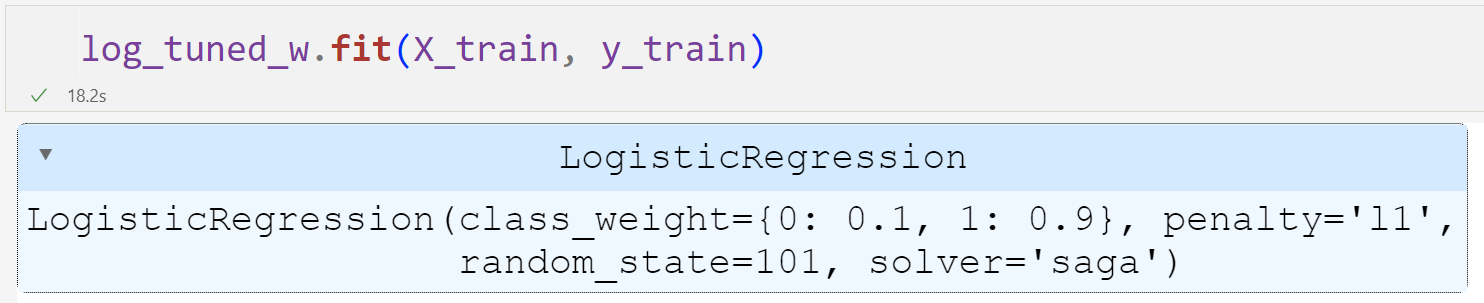 log_tuned_w.fit(X_train, y_train)
18.2s
LogisticRegression
LogisticRegression(class_weight={0: 0.1, 1: 0.9}, penalty='l1',
random_state=101, solver='saga')